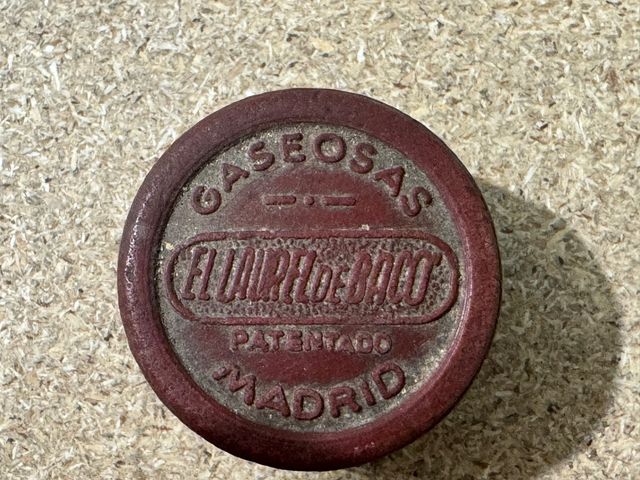 GASEOSAS
"EL LAUREL DE BACO"
PATENTADO
MADRID